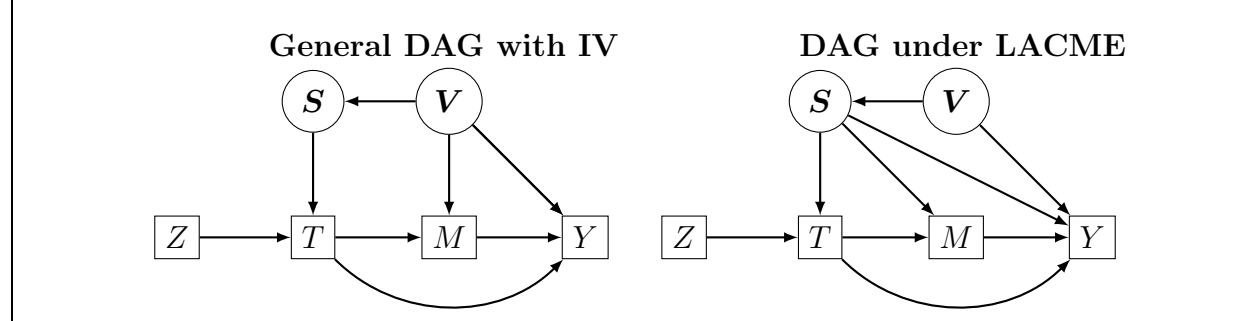 General DAG with IV
DAG under LACME
S V
S V
Z T M Y
Z T M Y